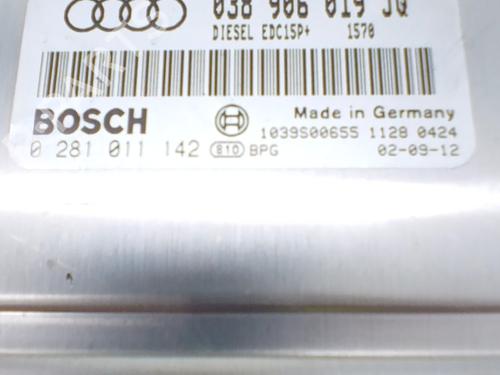 038 906 019 JQ
DIESEL EDC15P+ 1570
BOSCH
Made in Germany
1039S00655 1128 0424
0 281 011 142 810 BPG 02-09-12